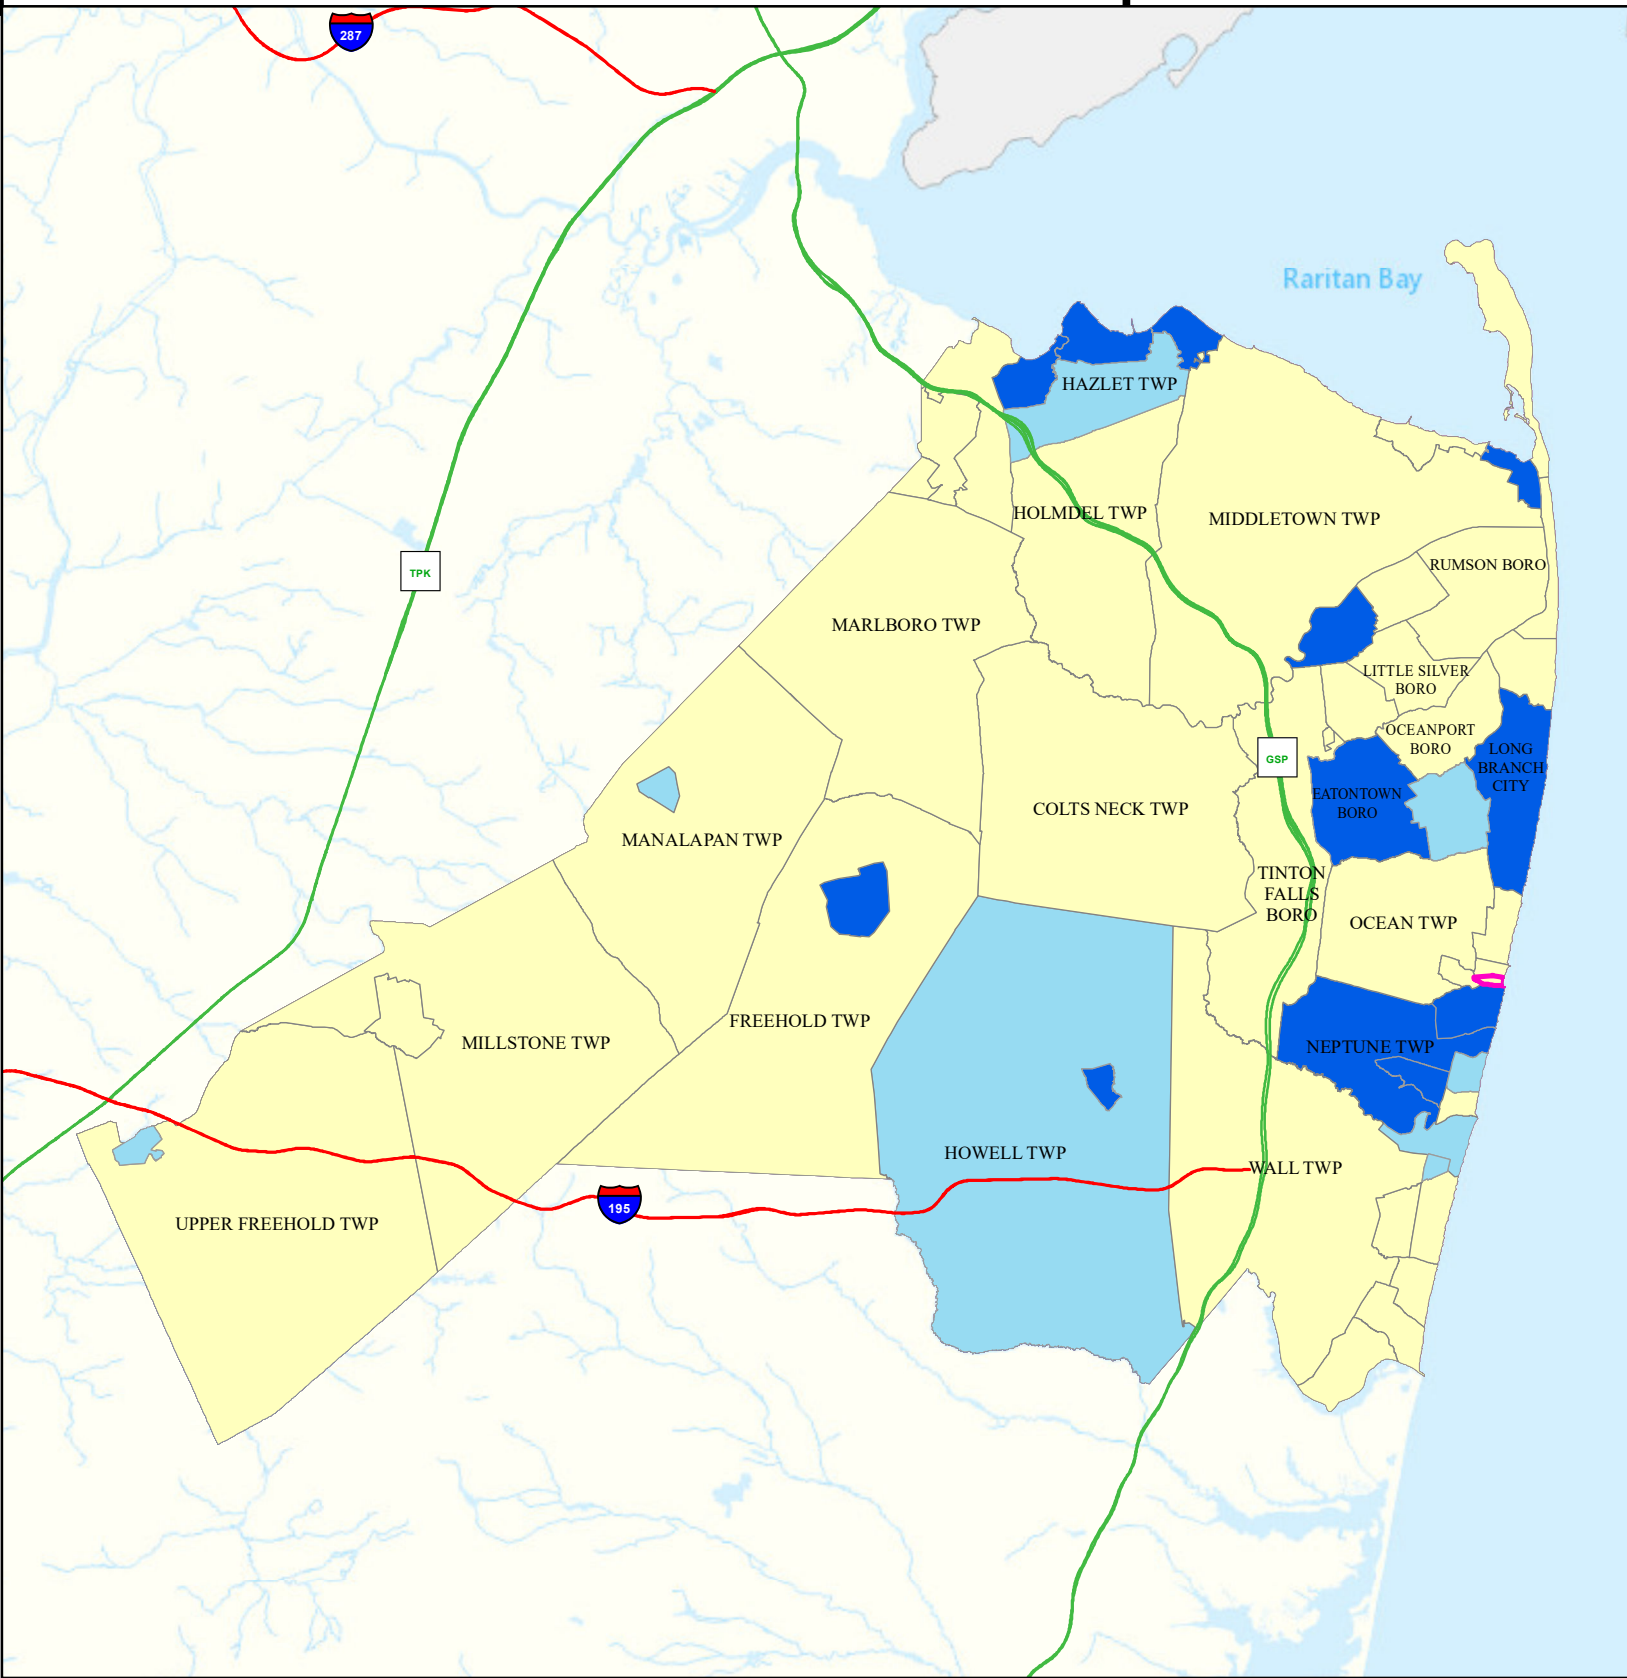 287
Raritan Bay
HAZLET TWP
HOLMDEL TWP
MIDDLETOWN TWP
RUMSON BORO
TPK
MARLBORO TWP
LITTLE SILVER
BORO
OCEANPORT
BORO
LONG
BRANCH
CITY
GSP
EATONTOWN
BORO
COLTS NECK TWP
MANALAPAN TWP
TINTON
FALLS
BORO
OCEAN TWP
FREEHOLD TWP
MILLSTONE TWP
NEPTUNE TWP
HOWELL TWP
WALL TWP
195
UPPER FREEHOLD TWP